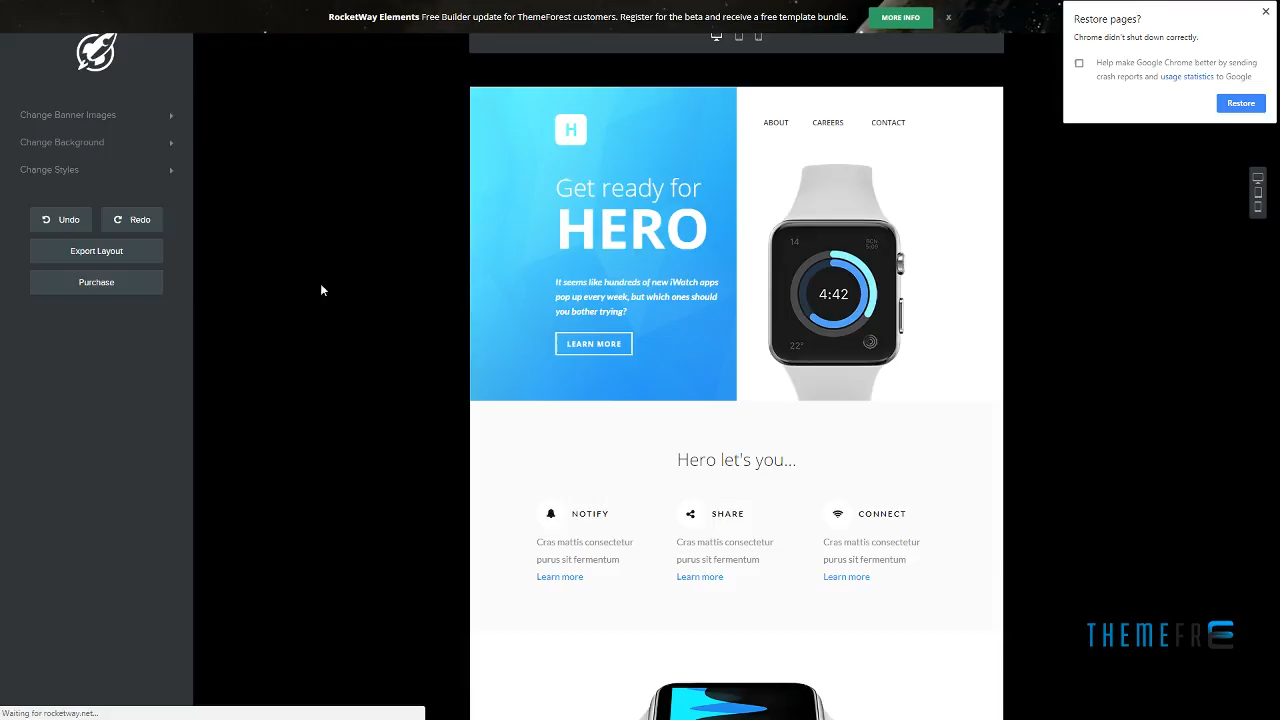 RocketWay Elements Free Builder update for ThemeForest customers. Register for the beta and receive a free template bundle.
MORE INFO
x
Restore pages?
Chrome didn't shut down correctly.
Help make Google Chrome better by sending
crash reports and usage statistics to Google
Restore
Change Banner Images
Change Background
Change Styles
Undo
Redo
Export Layout
Purchase
H
ABOUT CAREERS CONTACT
Get ready for
HERO
It seems like hundreds of new iWatch apps
pop up every week, but which ones should
you bother trying?
LEARN MORE
14
4:42
22°
Hero let's you...
NOTIFY
Cras mattis consectetur
purus sit fermentum
Learn more
SHARE
Cras mattis consectetur
purus sit fermentum
Learn more
CONNECT
Cras mattis consectetur
purus sit fermentum
Learn more
THEMEFRE
Waiting for rocketway.net...